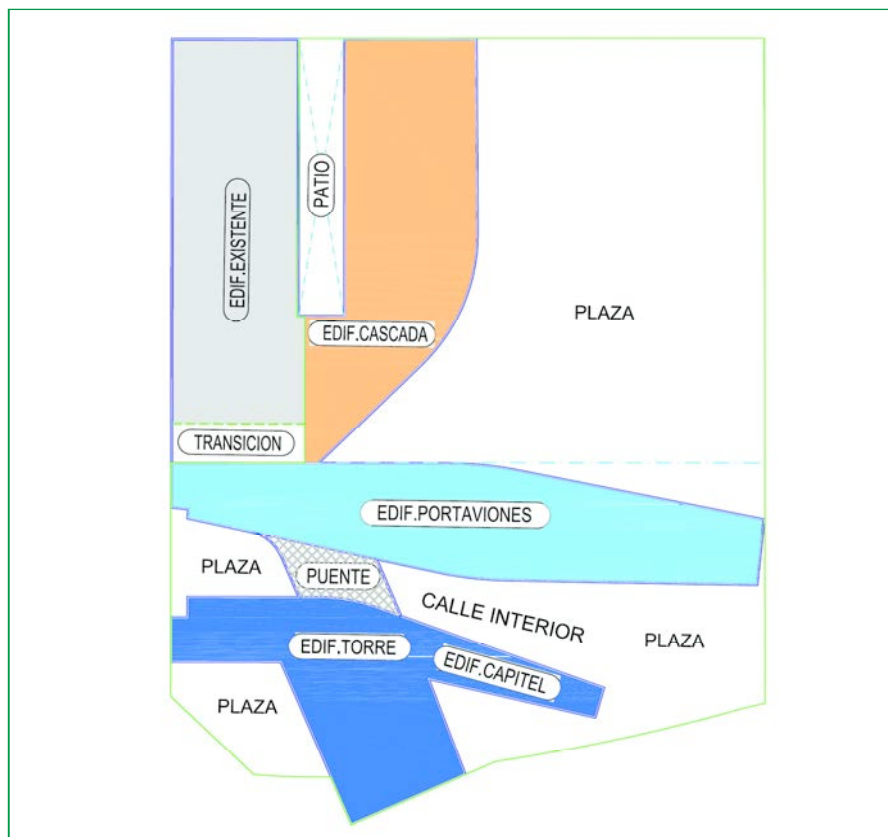 PATIO
EDIF.EXISTENTE
PLAZA
EDIF.CASCADA
TRANSICION
EDIF.PORTAVIONES
PLAZA
PUENTE
CALLE INTERIOR
PLAZA
EDIF.TORRE
EDIF.CAPITEL
PLAZA